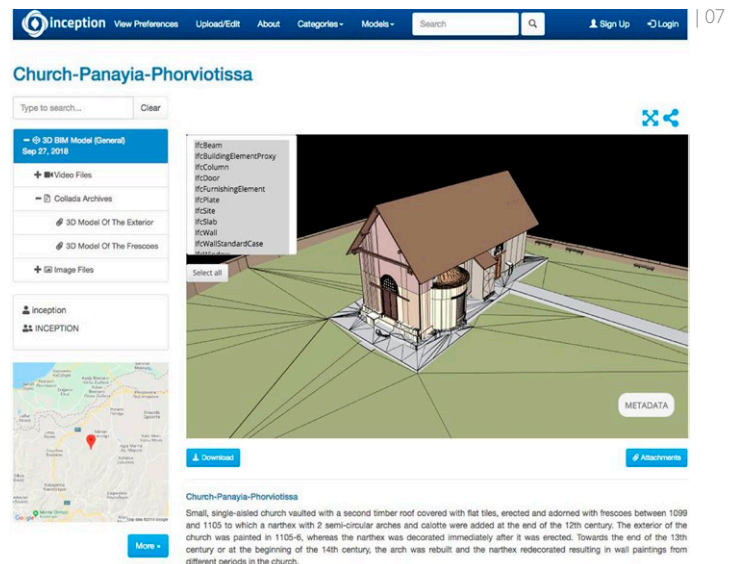 inception View Preferences Upload/Edit About Categories Models Search Sign Up Login
| 07
Church-Panayia-Phorviotissa
Type to search... Clear
3D BIM Model (General)
Sep 27, 2018
Video Files
Collada Archives
3D Model Of The Exterior
3D Model Of The Frescoes
Image Files
Inception
INCEPTION
IfcBeam
IfcBuildingElementProxy
IfcColumn
IfcDoor
IfcFurnishingElement
IfcPlate
IfcSite
IfcSlab
IfcWall
IfcWallStandardCase
Select all
METADATA
Google
More
Download
Attachments
Church-Panayia-Phorviotissa
Small, single-aisled church vaulted with a second timber roof covered with flat tiles, erected and adorned with frescoes between 1099
and 1105 to which a narthex with 2 semi-circular arches and calotte were added at the end of the 12th century. The exterior of the
church was painted in 1105-6, whereas the narthex was decorated immediately after it was erected. Towards the end of the 13th
century or at the beginning of the 14th century, the arch was rebuilt and the narthex redecorated resulting in wall paintings from
different periods in the church.